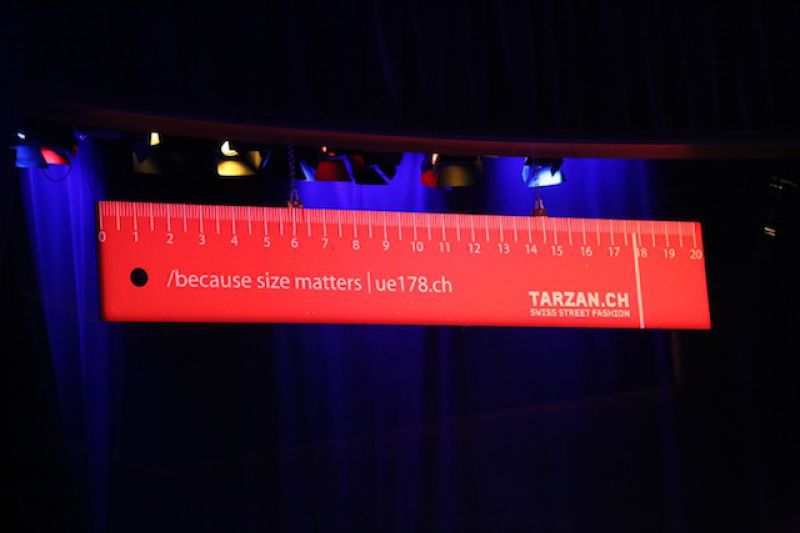 0 1 2 3 4 5 6 7 8 9 10 11 12 13 14 15 16 17 18 19 20
/because size matters | ue178.ch
TARZAN.CH
SWISS STREET FASHION